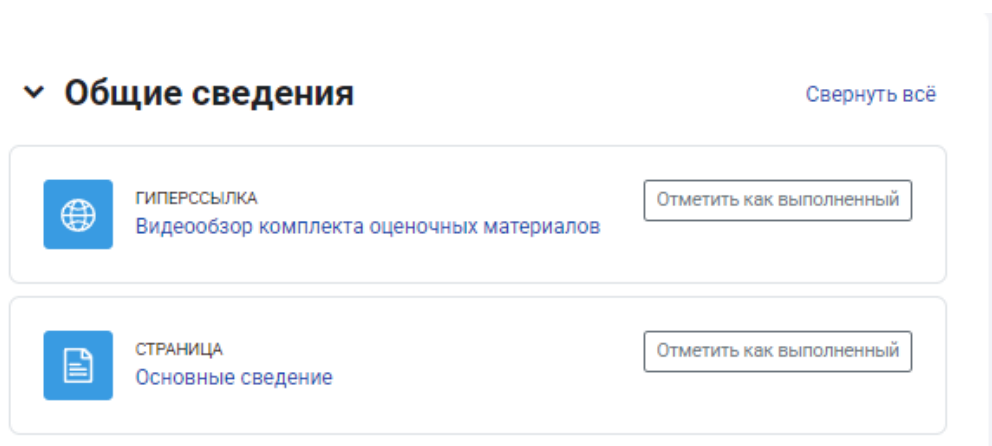 Общие сведения
Свернуть всё
ГИПЕРССЫЛКА
Отметить как выполненный
Видеообзор комплекта оценочных материалов
СТРАНИЦА
Отметить как выполненный
Основные сведение